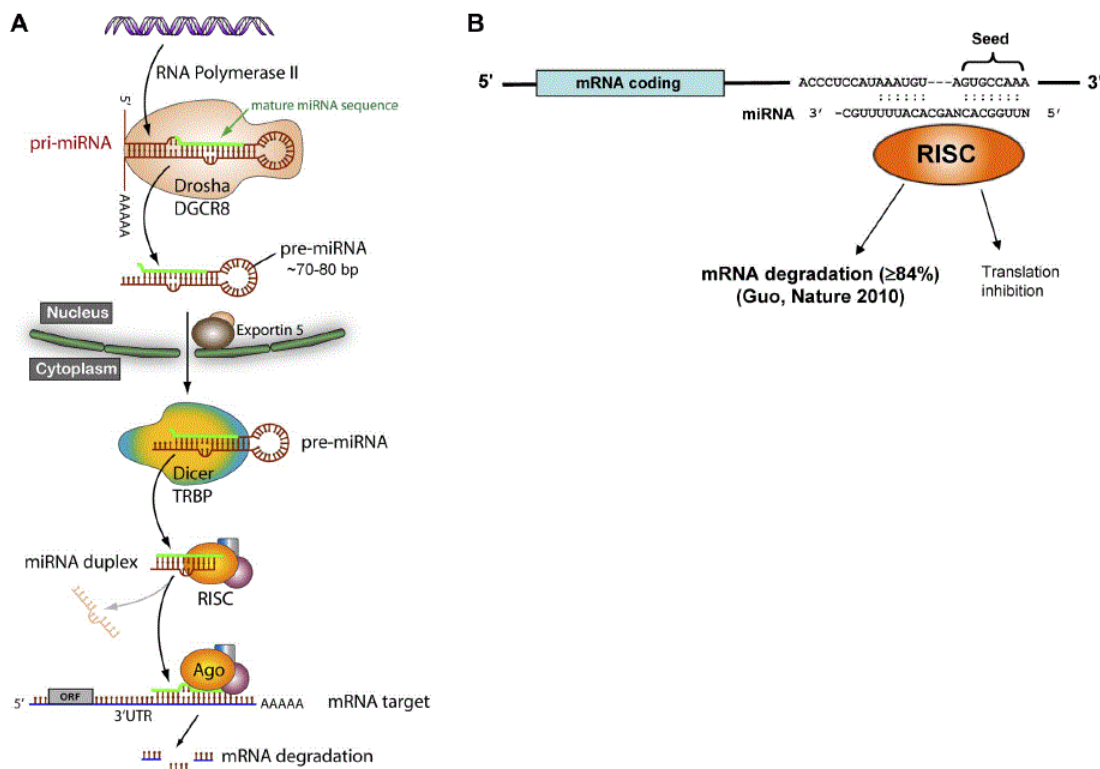 A
RNA Polymerase II
5'
mature miRNA sequence
pri-miRNA
Drosha
DGCR8
AAAAA
pre-miRNA
~70-80 bp
Nucleus
Exportin 5
Cytoplasm
pre-miRNA
Dicer
TRBP
miRNA duplex
RISC
Ago
5' ORF AAAAA mRNA target
3'UTR
mRNA degradation
B
Seed
5' mRNA coding ACCCUCCAUAAAUGU---AGUGCCAAA 3'
:::::: :::::::
miRNA 3' -CGUUUUUACACGANCACGGUUN 5'
RISC
mRNA degradation (≥84%)
(Guo, Nature 2010)
Translation
inhibition